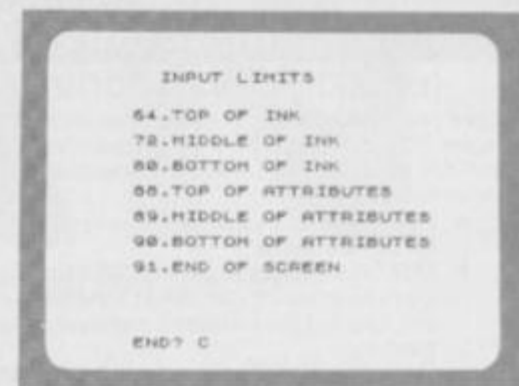 INPUT LIMITS
64.TOP OF INK
72.MIDDLE OF INK
80.BOTTOM OF INK
88.TOP OF ATTRIBUTES
89.MIDDLE OF ATTRIBUTES
90.BOTTOM OF ATTRIBUTES
91.END OF SCREEN
END? C